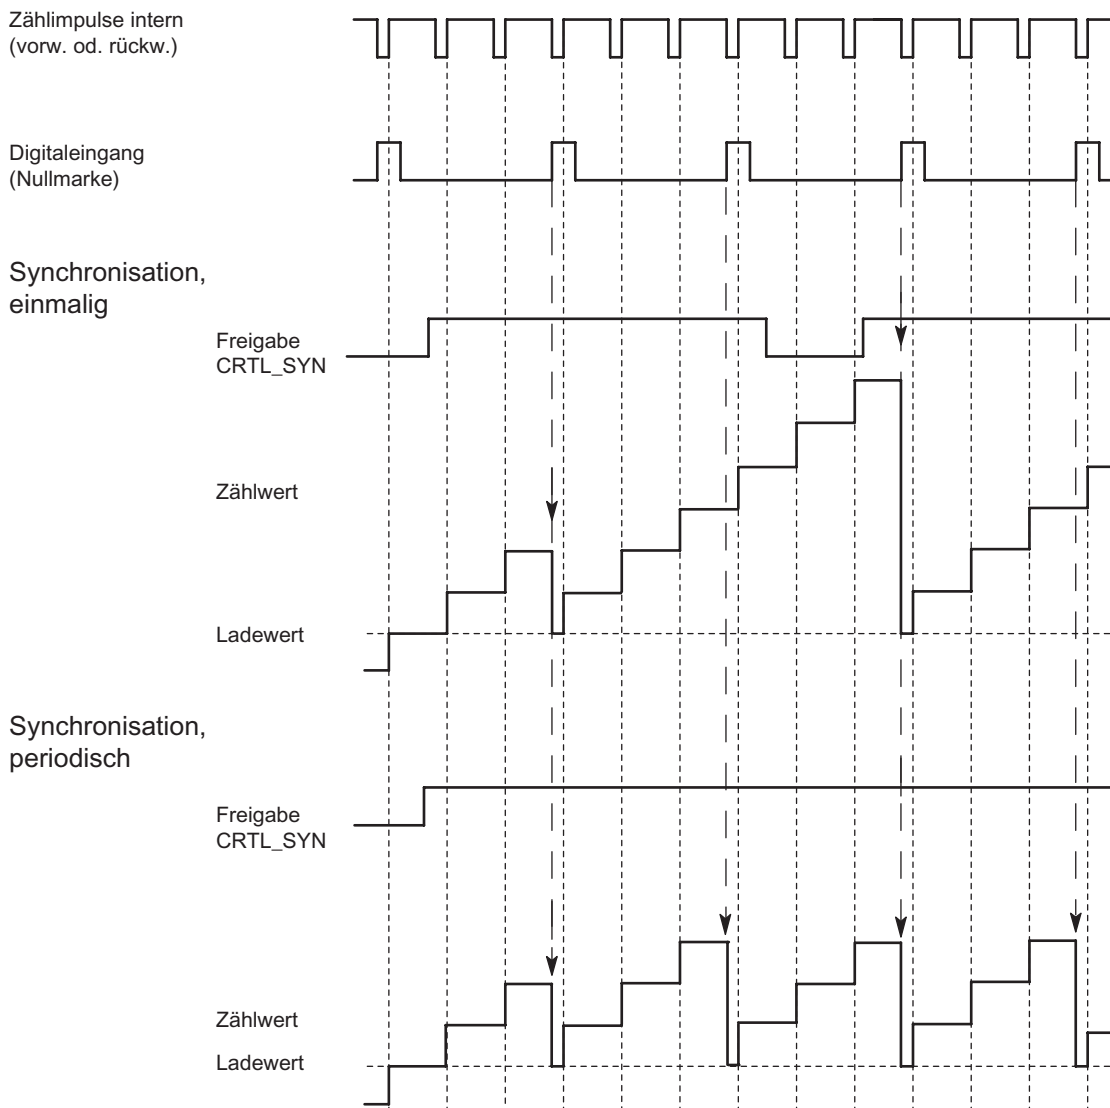 Zählimpulse intern
(vorw. od. rückw.)
Digitaleingang
(Nullmarke)
Synchronisation,
einmalig
Freigabe
CRTL_SYN
Zählwert
Ladewert
Synchronisation,
periodisch
Freigabe
CRTL_SYN
Zählwert
Ladewert